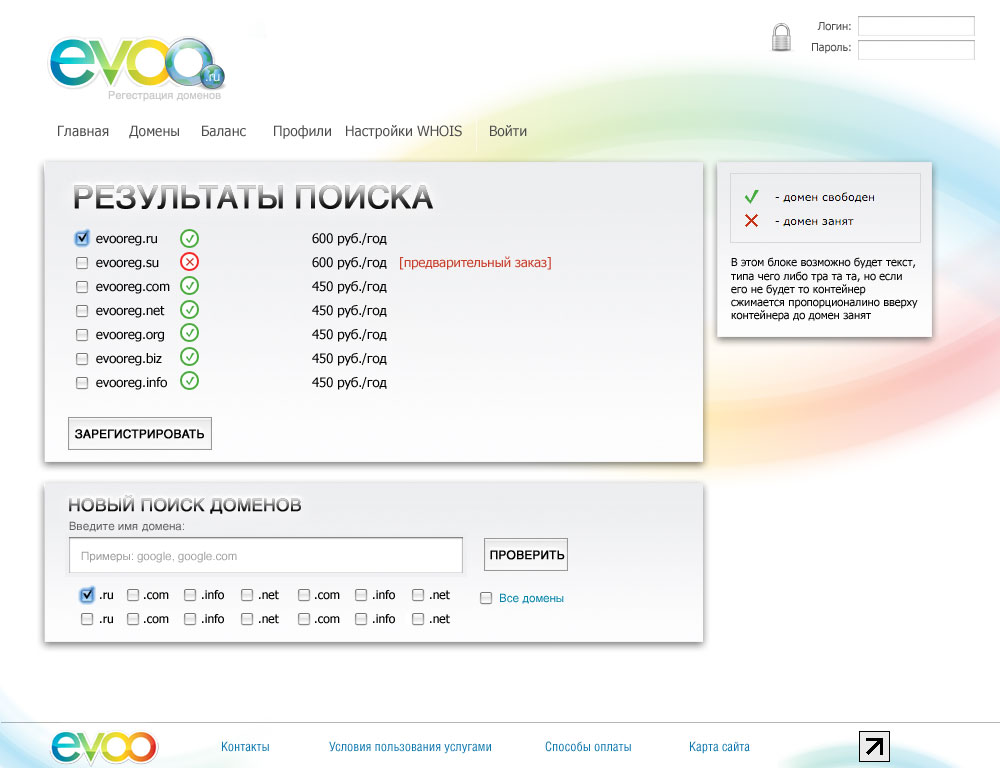 Логин:
Пароль:
evoo.ru
Регестрация доменов
Главная Домены Баланс Профили Настройки WHOIS Войти
РЕЗУЛЬТАТЫ ПОИСКА
evooreg.ru 600 руб./год
evooreg.su 600 руб./год [предварительный заказ]
evooreg.com 450 руб./год
evooreg.net 450 руб./год
evooreg.org 450 руб./год
evooreg.biz 450 руб./год
evooreg.info 450 руб./год
ЗАРЕГИСТРИРОВАТЬ
- домен свободен
- домен занят
В этом блоке возможно будет текст,
типа чего либо тра та та, но если
его не будет то контейнер
сжимается пропорционалино вверху
контейнера до домен занят
НОВЫЙ ПОИСК ДОМЕНОВ
Введите имя домена:
Примеры: google, google.com
ПРОВЕРИТЬ
.ru .com .info .net .com .info .net
Все домены
.ru .com .info .net .com .info .net
evoo
Контакты Условия пользования услугами Способы оплаты Карта сайта